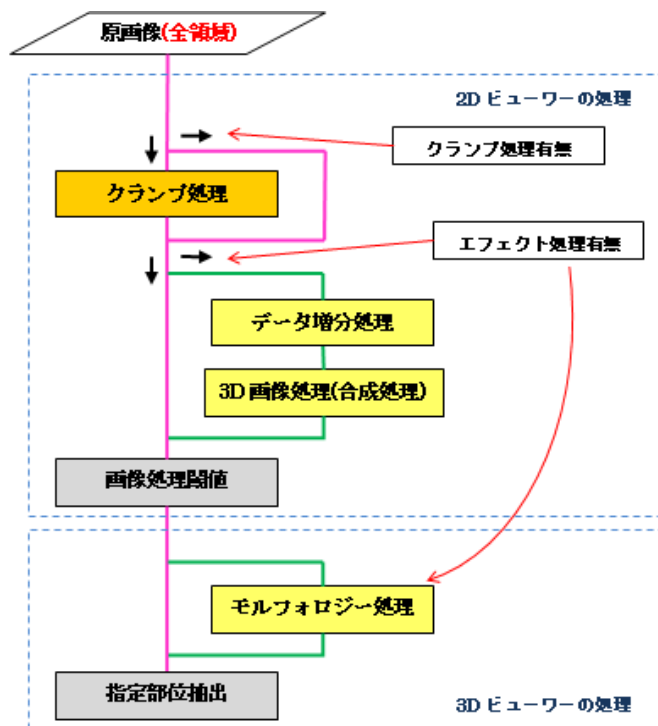 原画像(全領域)
2D ビューワーの処理
クランプ処理有無
クランプ処理
エフェクト処理有無
データ増分処理
3D 画像処理(合成処理)
画像処理閾値
モルフォロジー処理
指定部位抽出
3D ビューワーの処理